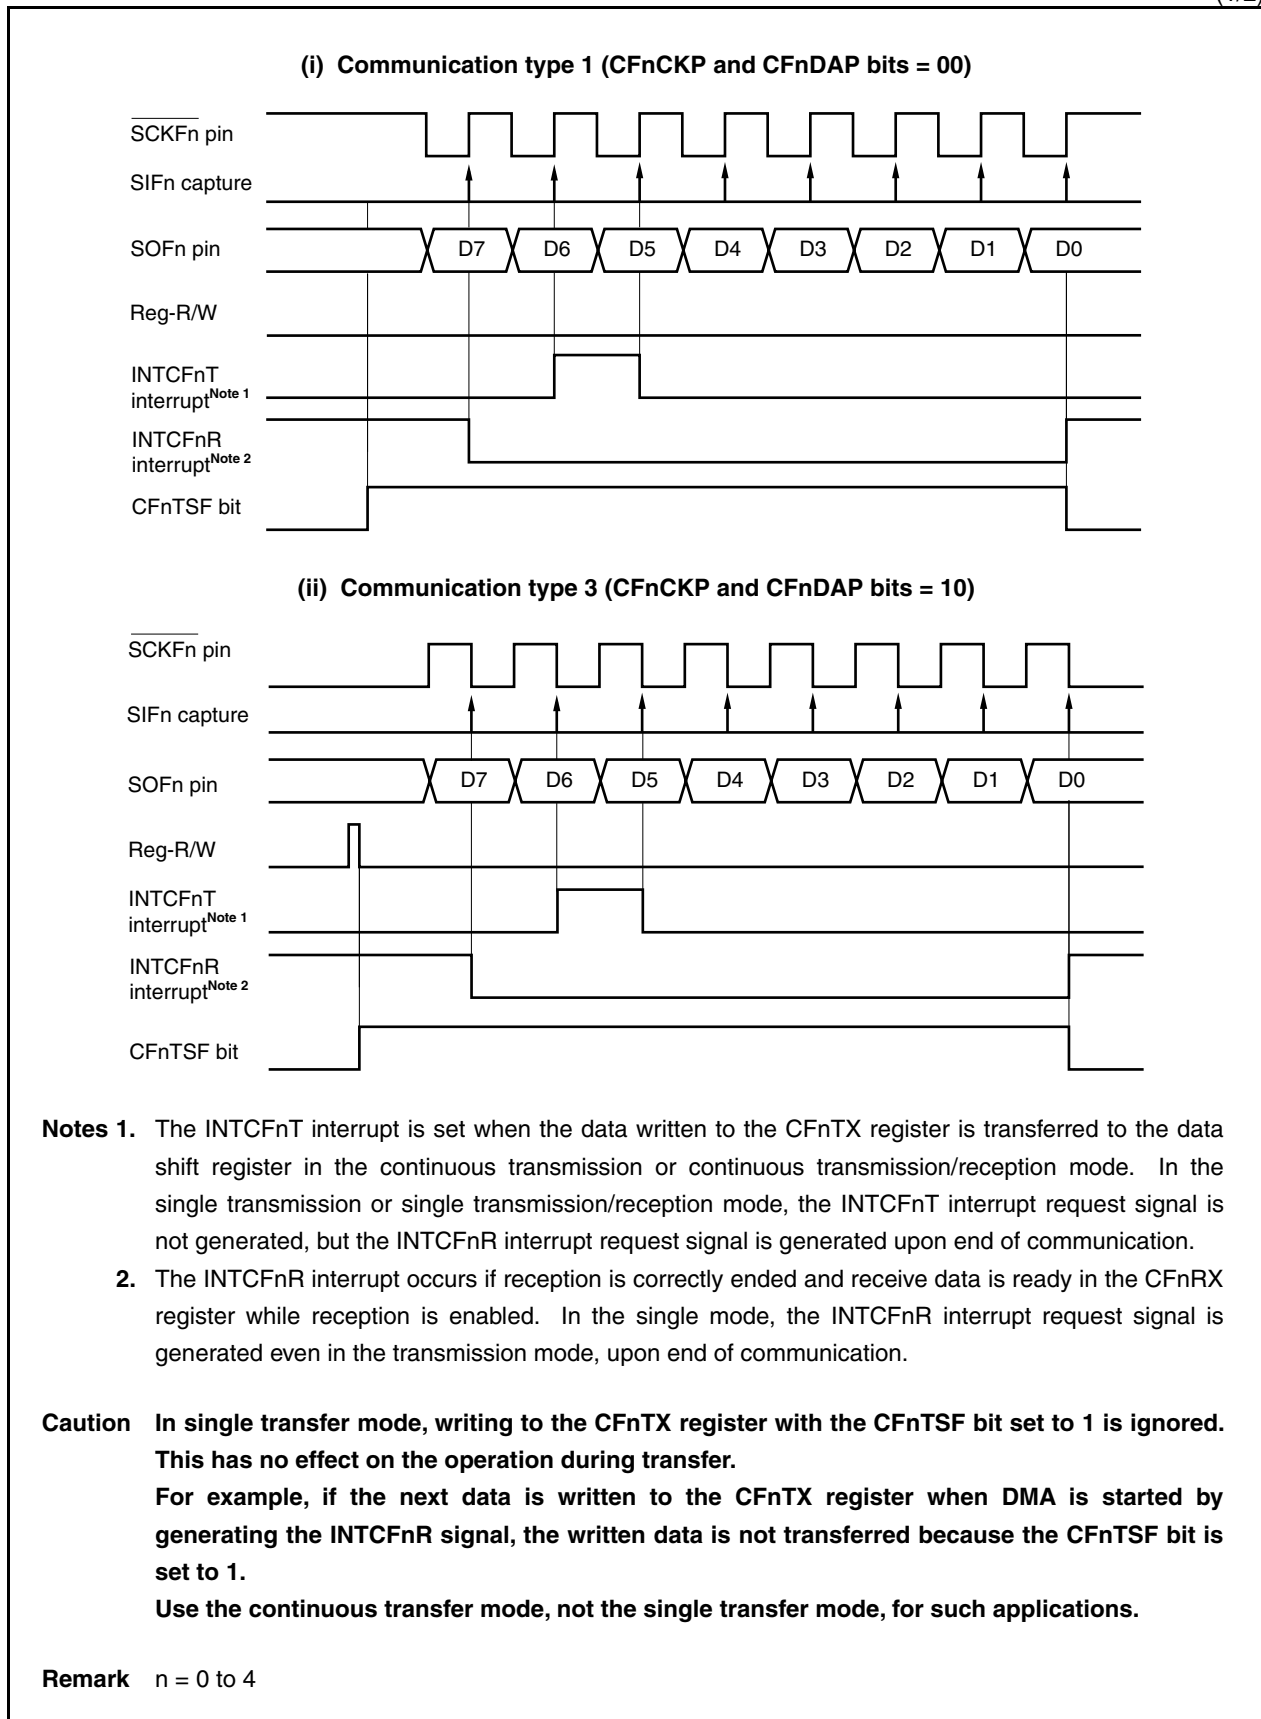 (i) Communication type 1 (CFnCKP and CFnDAP bits = 00)
SCKFn pin
SIFn capture
SOFn pin D7 D6 D5 D4 D3 D2 D1 D0
Reg-R/W
INTCFnT
interruptNote 1
INTCFnR
interruptNote 2
CFnTSF bit
(ii) Communication type 3 (CFnCKP and CFnDAP bits = 10)
SCKFn pin
SIFn capture
SOFn pin D7 D6 D5 D4 D3 D2 D1 D0
Reg-R/W
INTCFnT
interruptNote 1
INTCFnR
interruptNote 2
CFnTSF bit
Notes 1. The INTCFnT interrupt is set when the data written to the CFnTX register is transferred to the data
shift register in the continuous transmission or continuous transmission/reception mode. In the
single transmission or single transmission/reception mode, the INTCFnT interrupt request signal is
not generated, but the INTCFnR interrupt request signal is generated upon end of communication.
2. The INTCFnR interrupt occurs if reception is correctly ended and receive data is ready in the CFnRX
register while reception is enabled. In the single mode, the INTCFnR interrupt request signal is
generated even in the transmission mode, upon end of communication.
Caution In single transfer mode, writing to the CFnTX register with the CFnTSF bit set to 1 is ignored.
This has no effect on the operation during transfer.
For example, if the next data is written to the CFnTX register when DMA is started by
generating the INTCFnR signal, the written data is not transferred because the CFnTSF bit is
set to 1.
Use the continuous transfer mode, not the single transfer mode, for such applications.
Remark n = 0 to 4